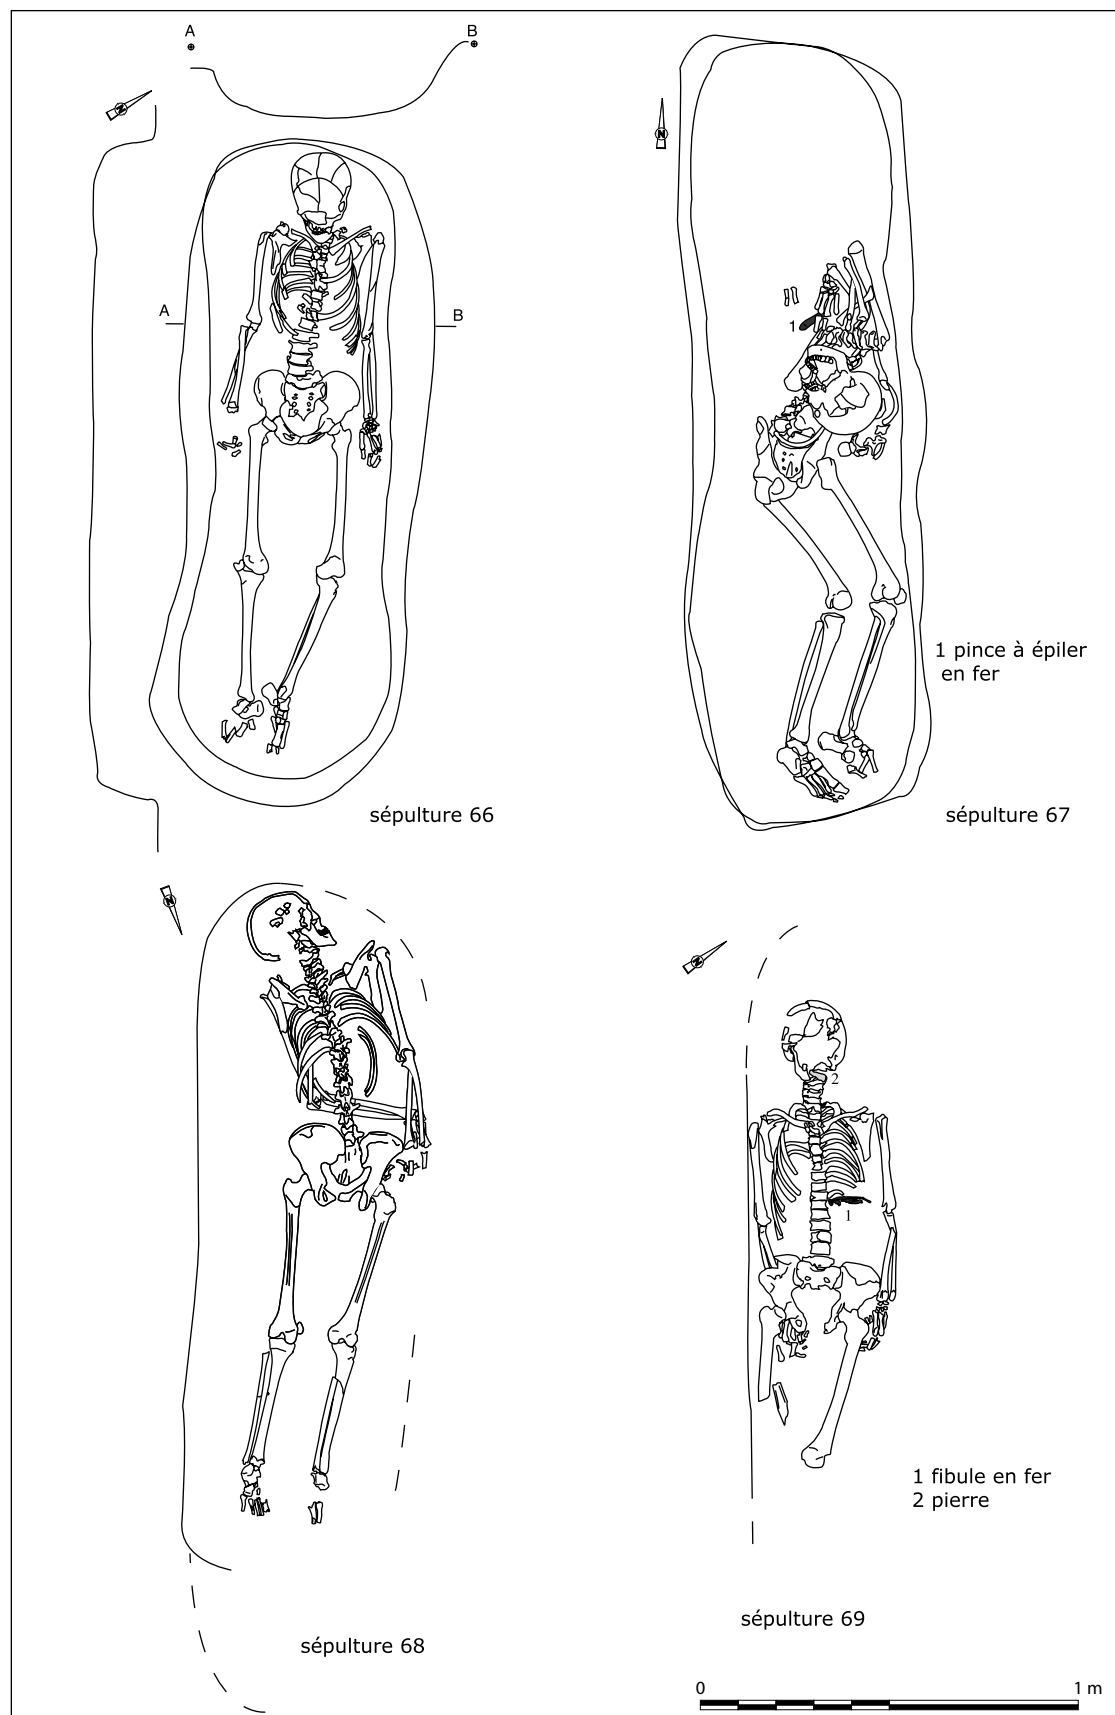 A B
N
A B
sépulture 66
N
1
1 pince à épiler
en fer
sépulture 67
N
sépulture 68
N
2
1
1 fibule en fer
2 pierre
sépulture 69
0 1 m